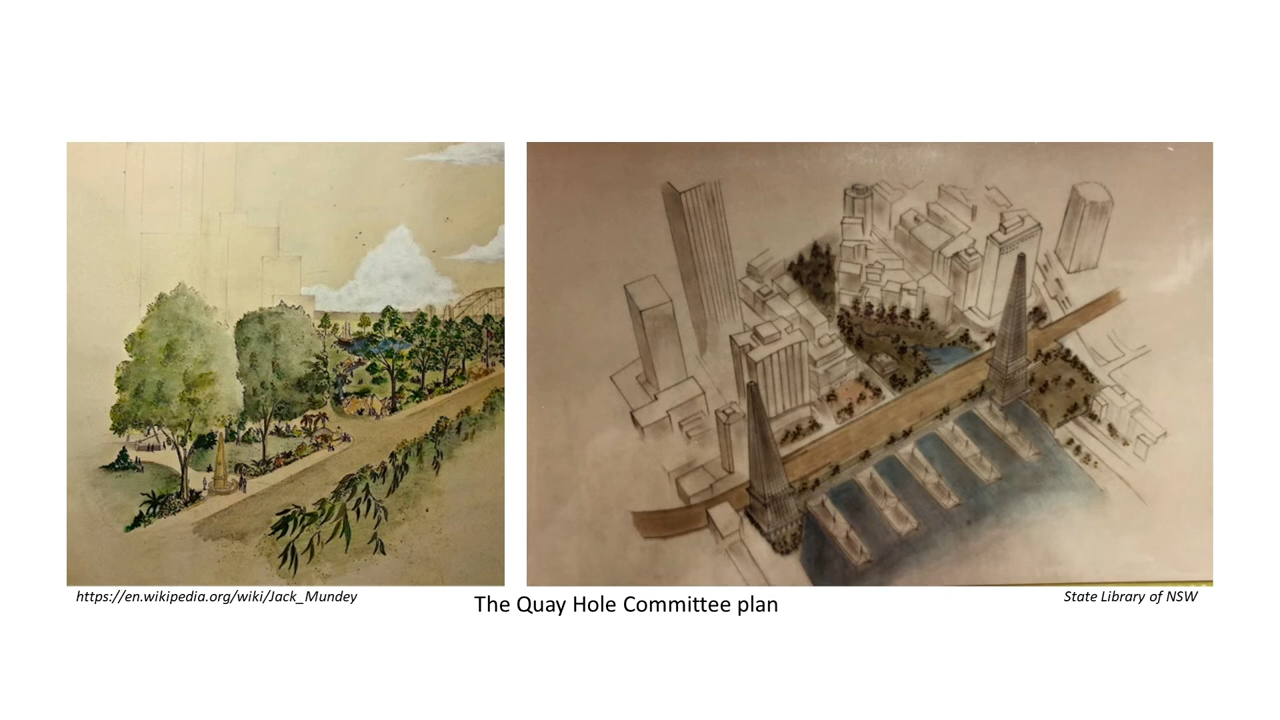 https://en.wikipedia.org/wiki/Jack_Mundey
The Quay Hole Committee plan
State Library of NSW